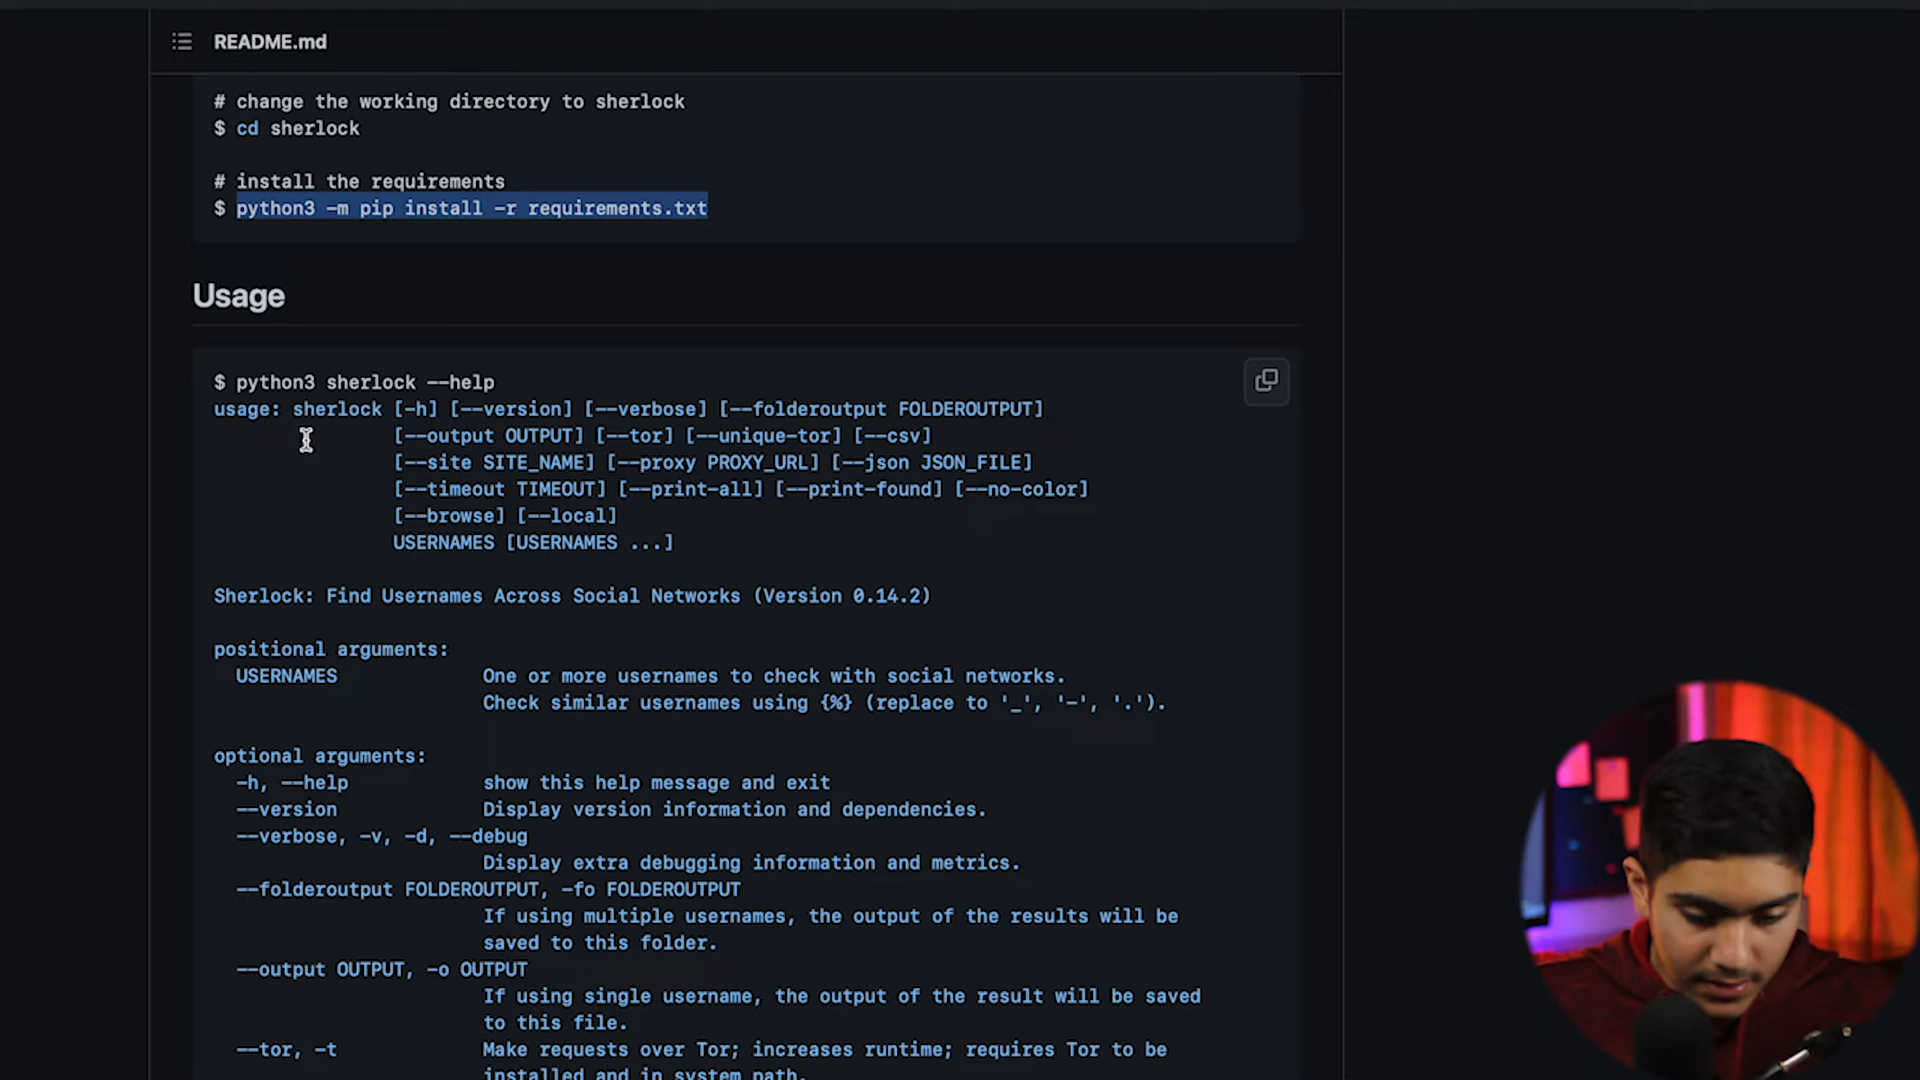 README.md
# change the working directory to sherlock
$ cd sherlock
# install the requirements
$ python3 -m pip install -r requirements.txt
Usage
$ python3 sherlock --help
usage: sherlock [-h] [--version] [--verbose] [--folderoutput FOLDEROUTPUT]
[--output OUTPUT] [--tor] [--unique-tor] [--csv]
[--site SITE_NAME] [--proxy PROXY_URL] [--json JSON_FILE]
[--timeout TIMEOUT] [--print-all] [--print-found] [--no-color]
[--browse] [--local]
USERNAMES [USERNAMES ...]
Sherlock: Find Usernames Across Social Networks (Version 0.14.2)
positional arguments:
USERNAMES One or more usernames to check with social networks.
Check similar usernames using {%} (replace to '_', '-', '.').
optional arguments:
-h, --help show this help message and exit
--version Display version information and dependencies.
--verbose, -v, -d, --debug
Display extra debugging information and metrics.
--folderoutput FOLDEROUTPUT, -fo FOLDEROUTPUT
If using multiple usernames, the output of the results will be
saved to this folder.
--output OUTPUT, -o OUTPUT
If using single username, the output of the result will be saved
to this file.
--tor, -t Make requests over Tor; increases runtime; requires Tor to be
installed and in system path.